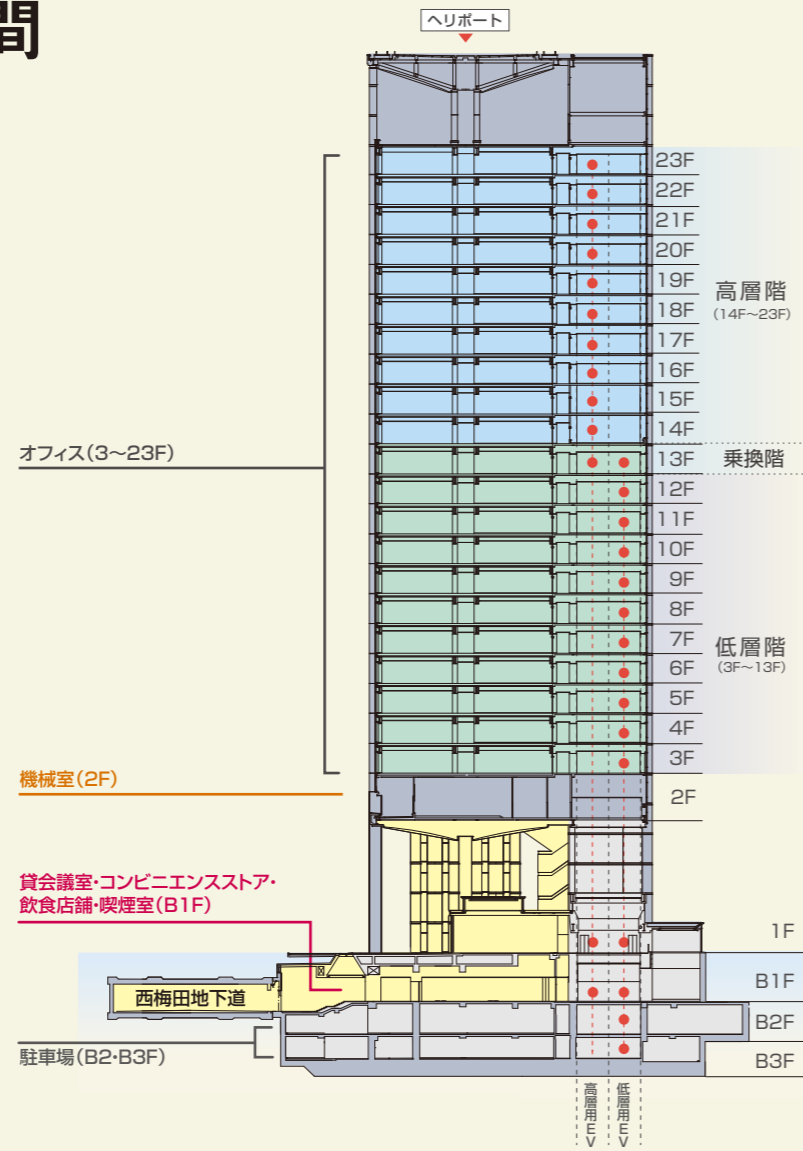 間
ヘリポート
23F
22F
21F
20F
19F
18F
17F
16F
15F
14F
13F
12F
11F
10F
9F
8F
7F
6F
5F
4F
3F
2F
1F
B1F
B2F
B3F
高層階
(14F〜23F)
乗換階
低層階
(3F〜13F)
オフィス(3〜23F)
機械室(2F)
貸会議室・コンビニエンスストア・
飲食店舗・喫煙室(B1F)
西梅田地下道
駐車場(B2・B3F)
高層用EV
低層用EV